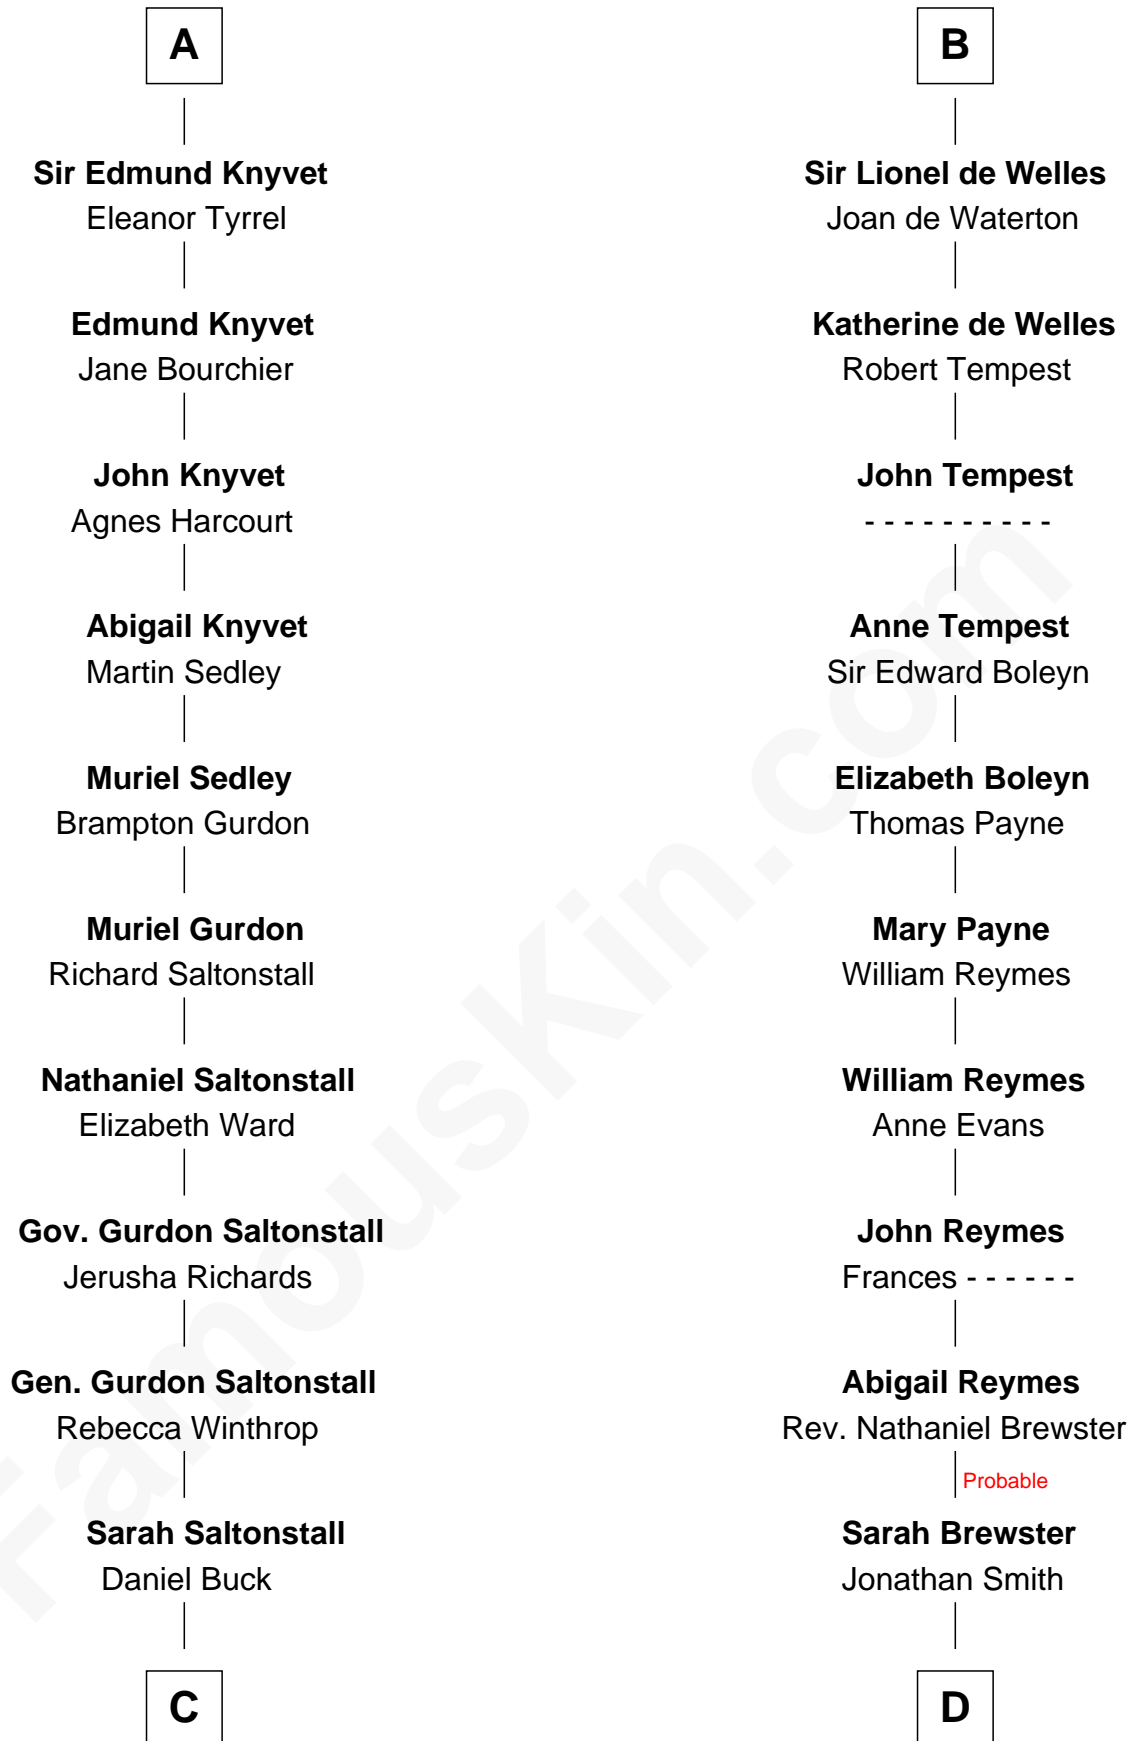 A
Sir Edmund Knyvet
Eleanor Tyrrel
Edmund Knyvet
Jane Bourchier
John Knyvet
Agnes Harcourt
Abigail Knyvet
Martin Sedley
Muriel Sedley
Brampton Gurdon
Muriel Gurdon
Richard Saltonstall
Nathaniel Saltonstall
Elizabeth Ward
Gov. Gurdon Saltonstall
Jerusha Richards
Gen. Gurdon Saltonstall
Rebecca Winthrop
Sarah Saltonstall
Daniel Buck
C
B
Sir Lionel de Welles
Joan de Waterton
Katherine de Welles
Robert Tempest
John Tempest
- - - - - - - - - -
Anne Tempest
Sir Edward Boleyn
Elizabeth Boleyn
Thomas Payne
Mary Payne
William Reymes
William Reymes
Anne Evans
John Reymes
Frances - - - - - -
Abigail Reymes
Rev. Nathaniel Brewster
Probable
Sarah Brewster
Jonathan Smith
D
FamousKin.com